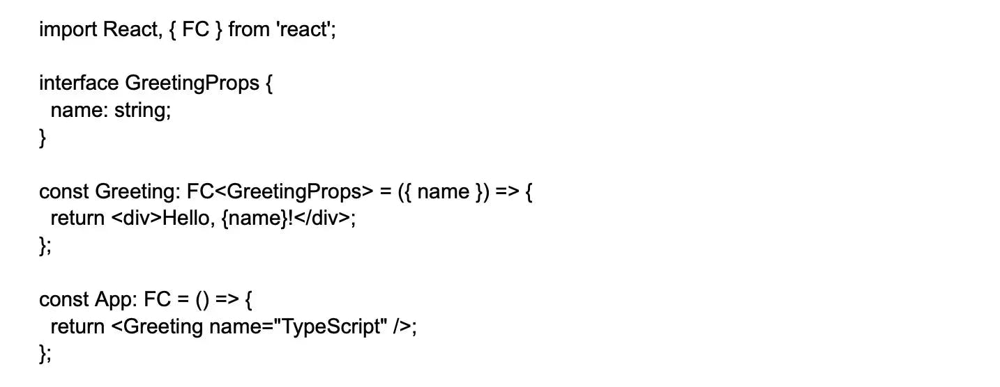 import React, { FC } from 'react';
interface GreetingProps {
name: string;
}
const Greeting: FC<GreetingProps> = ({ name }) => {
return <div>Hello, {name}!</div>;
};
const App: FC = () => {
return <Greeting name="TypeScript" />;
};